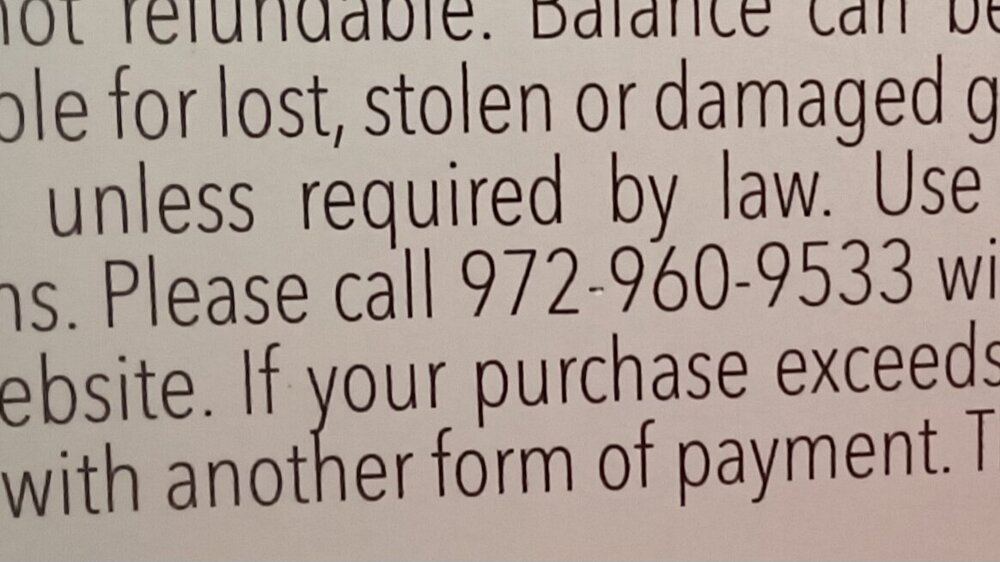 not refundable. Balance can be
ble for lost, stolen or damaged g
unless required by law. Use
ns. Please call 972-960-9533 wi
ebsite. If your purchase exceeds
with another form of payment. T